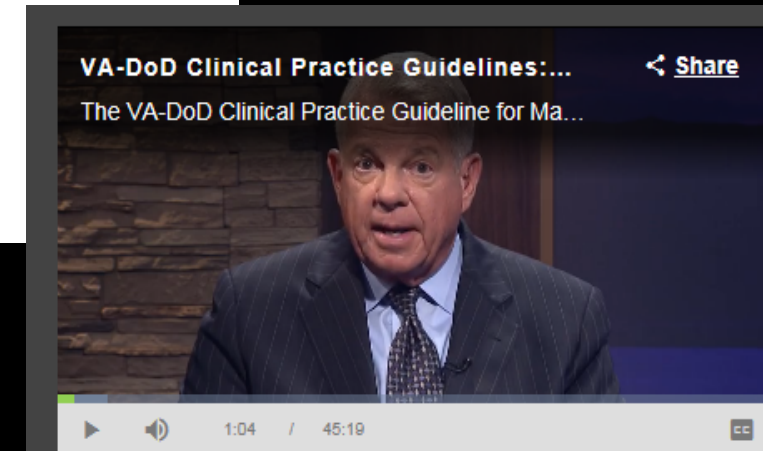 VA-DoD Clinical Practice Guidelines:...
Share
The VA-DoD Clinical Practice Guideline for Ma...
1:04 / 45:19
CC